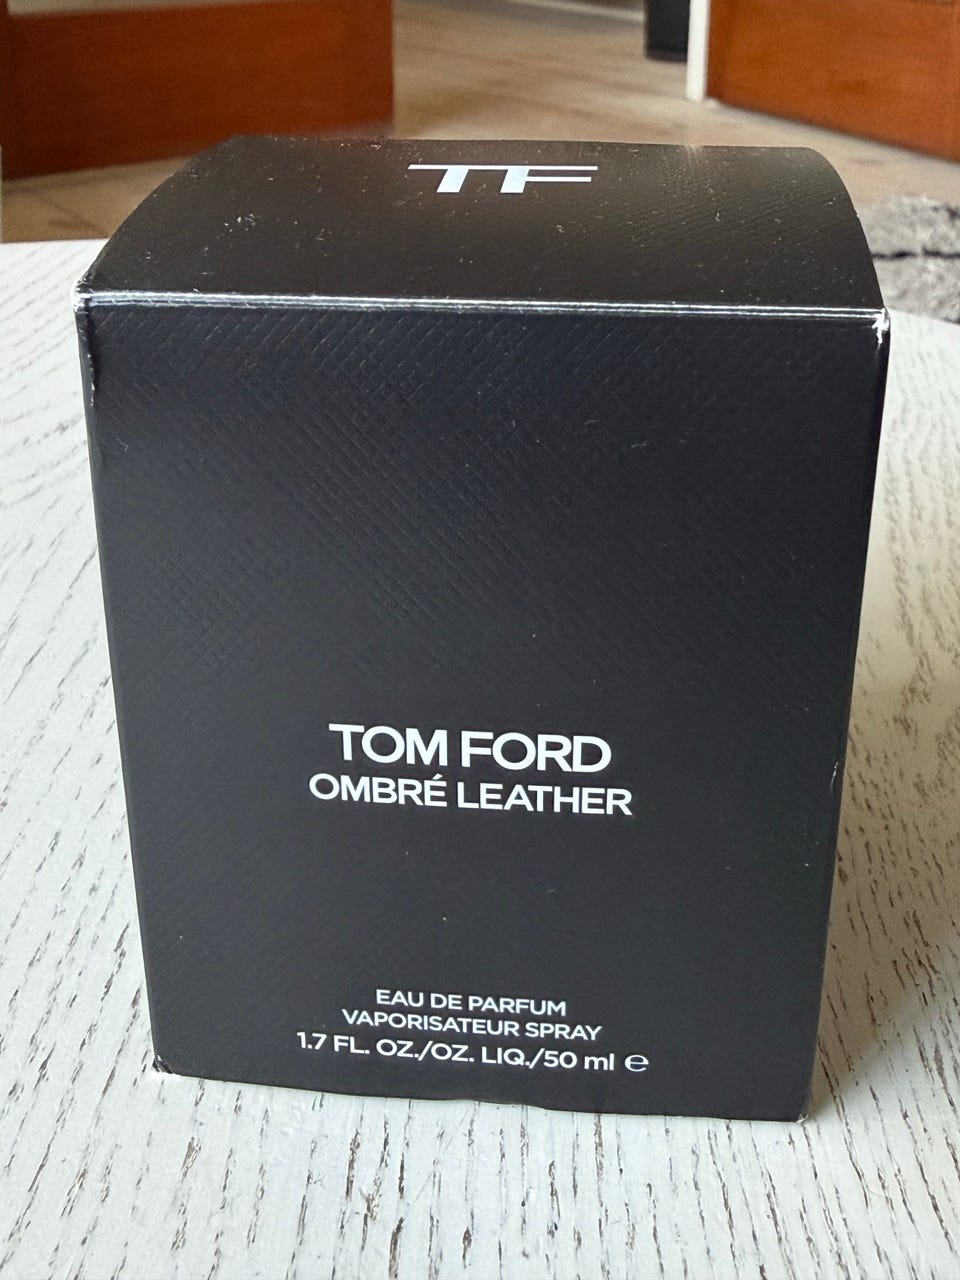 TF
TOM FORD
OMBRÉ LEATHER
EAU DE PARFUM
VAPORISATEUR SPRAY
1.7 FL. OZ./OZ. LIQ./50 ml ℮